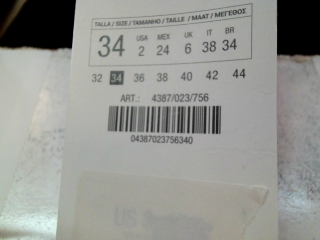 TALLA / SIZE / TAMANHO / TAILLE / MAAT / ΜΕΓΕΘΟΣ
34 USA MEX UK IT BR
2 24 6 38 34
32 34 36 38 40 42 44
ART.: 4387/023/756
04387023756340